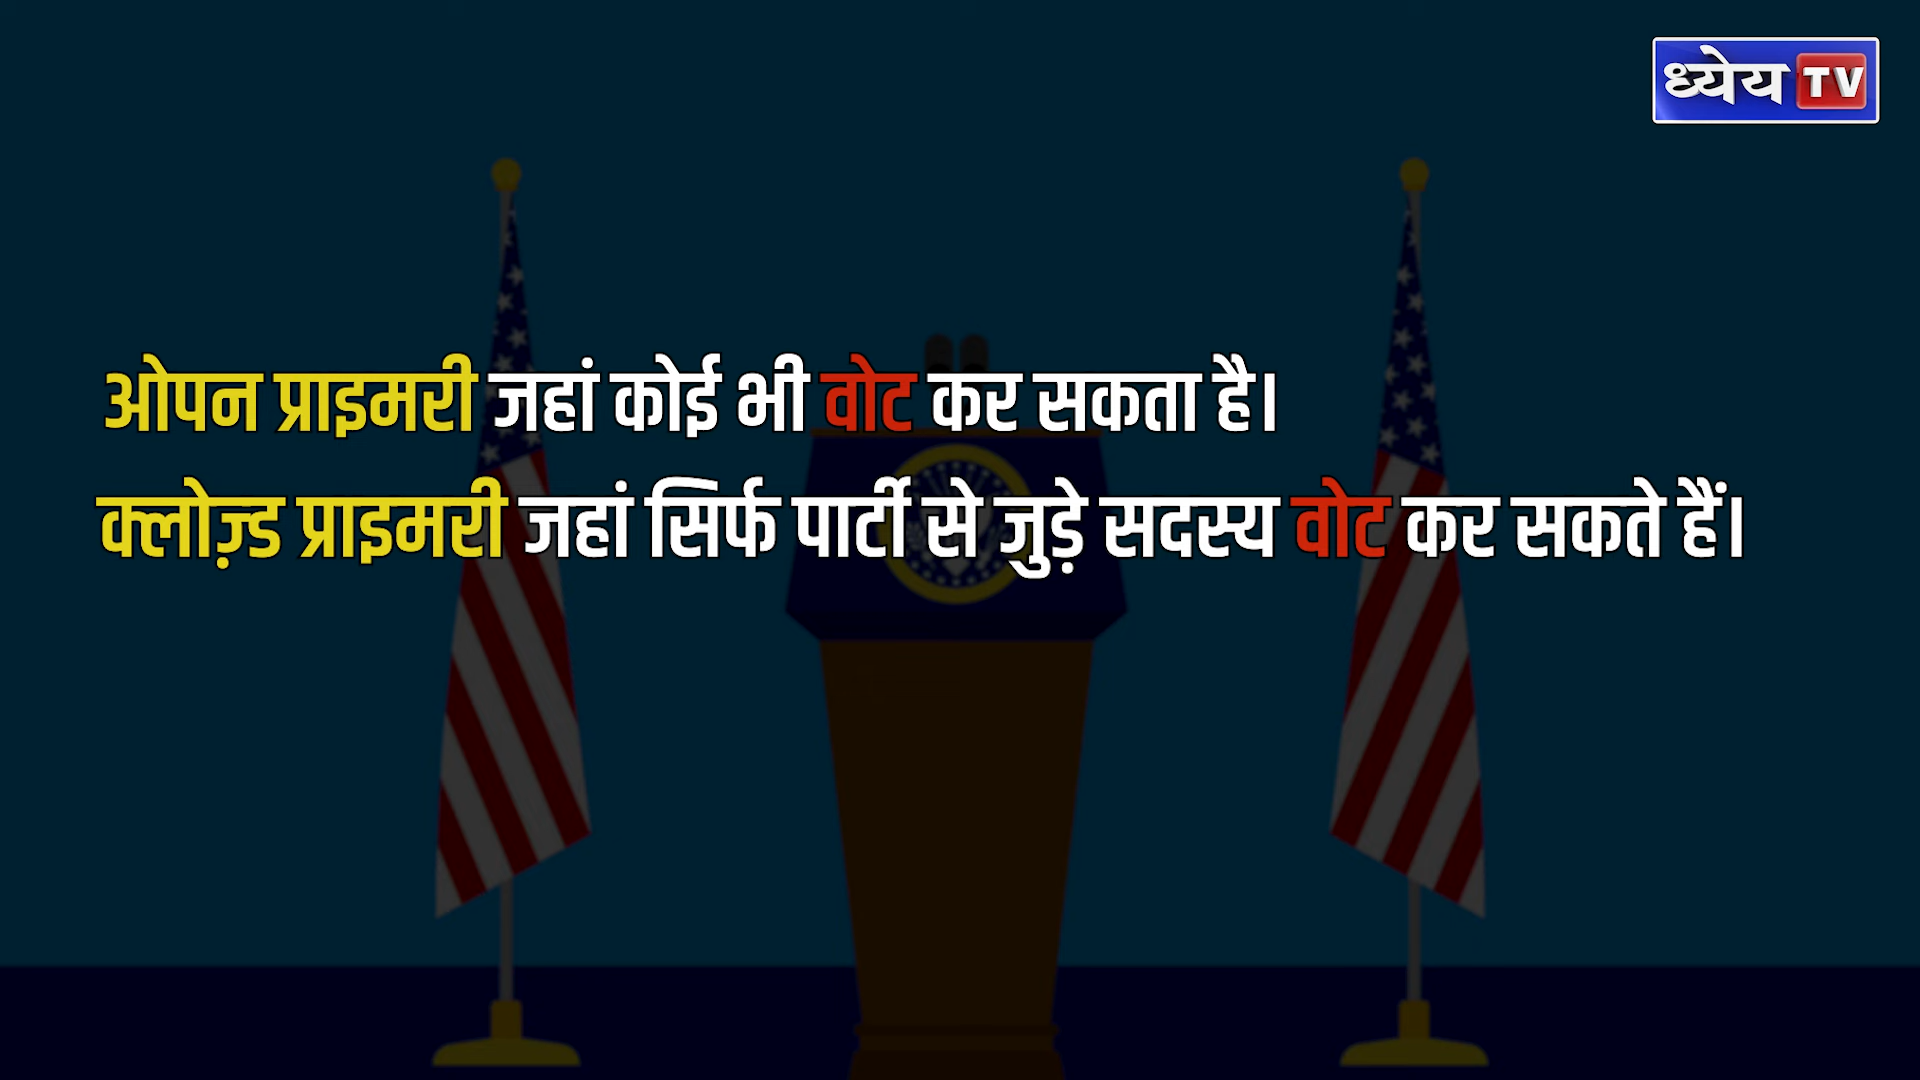 ध्येय TV
ओपन प्राइमरी जहां कोई भी वोट कर सकता है।
क्लोज़्ड प्राइमरी जहां सिर्फ पार्टी से जुड़े सदस्य वोट कर सकते हैं।